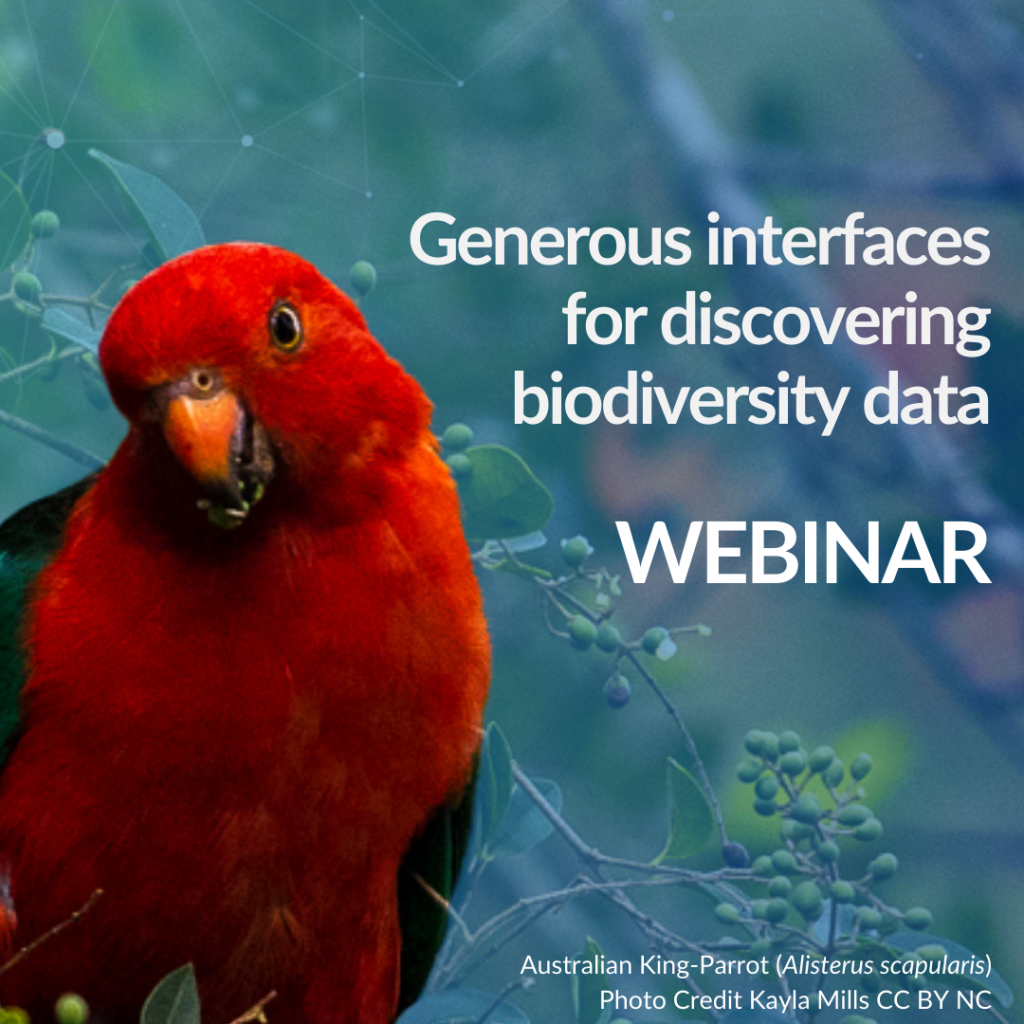 Generous interfaces
for discovering
biodiversity data
WEBINAR
Australian King-Parrot (Alisterus scapularis)
Photo Credit Kayla Mills CC BY NC